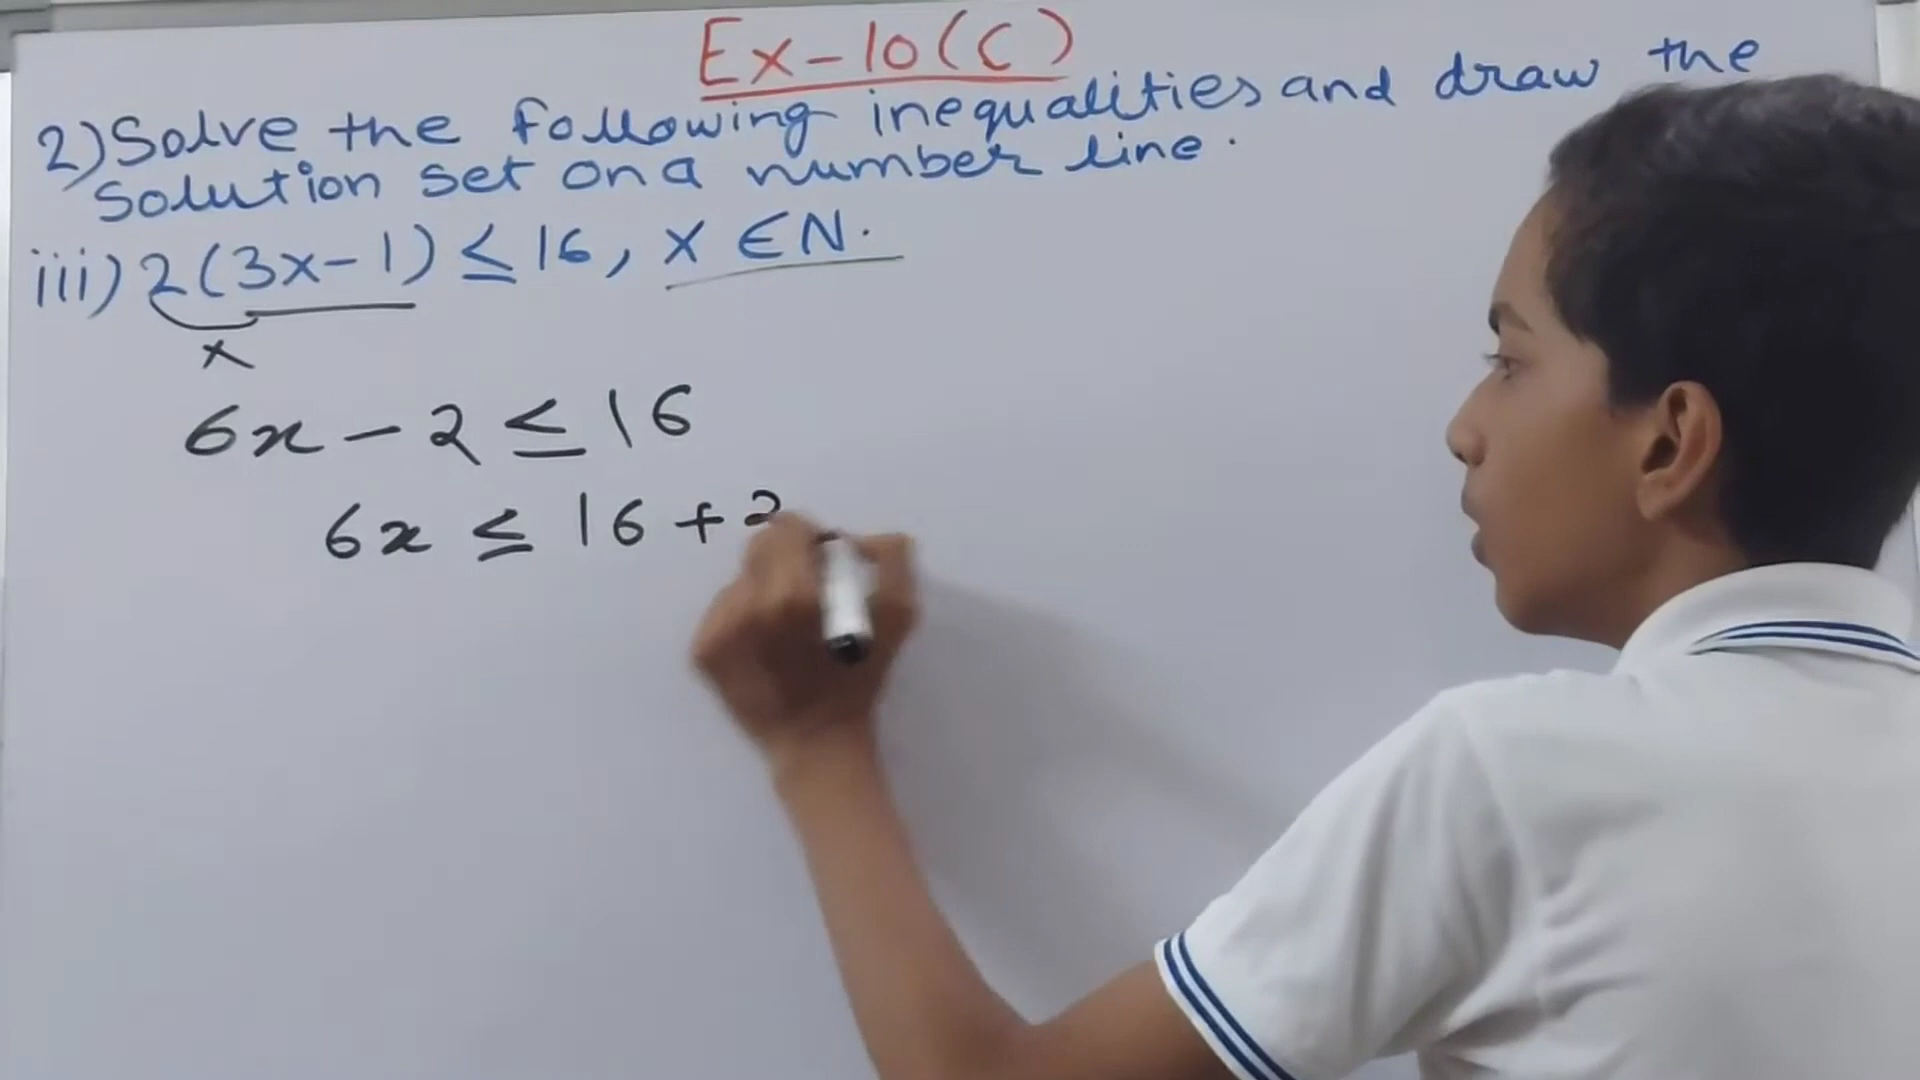 Ex-10(C)
2) Solve the following inequalities and draw the
Solution set on a number line.
iii) 2(3x-1) ≤ 16, x ∈ N.
x
6x - 2 ≤ 16
6x ≤ 16 + 2